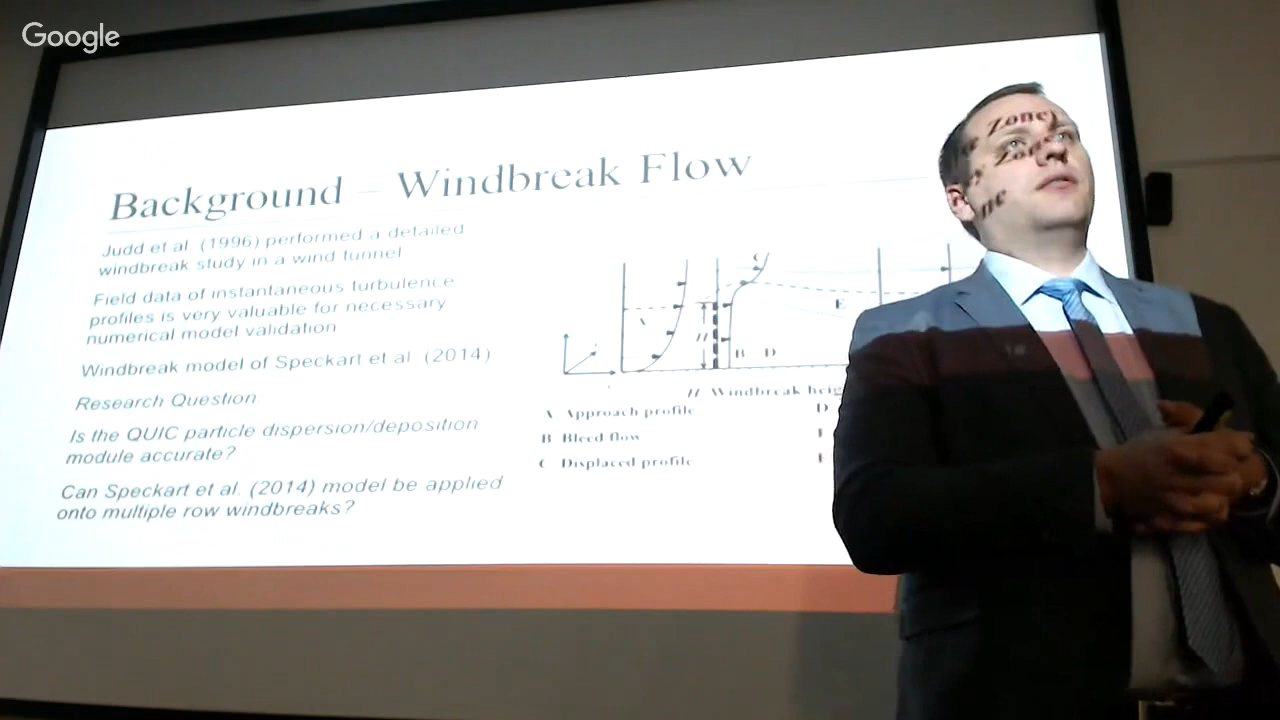 Google
Background – Windbreak Flow
Judd et al. (1996) performed a detailed
windbreak study in a wind tunnel
Field data of instantaneous turbulence
profiles is very valuable for necessary
numerical model validation
Windbreak model of Speckart et al. (2014)
Research Question
Is the QUIC particle dispersion/deposition
module accurate?
Can Speckart et al. (2014) model be applied
onto multiple row windbreaks?
C
E
A
H
B D
H Windbreak heig
A Approach profile
B Bleed flow
C Displaced profile
D